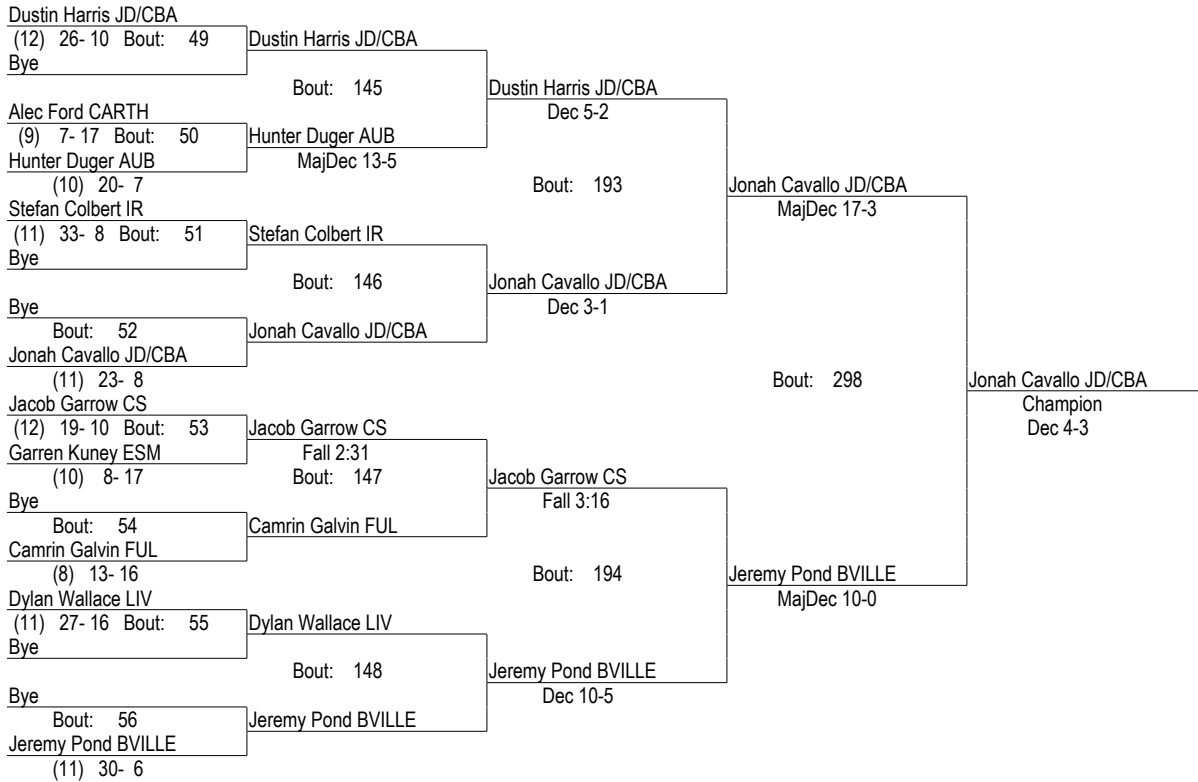 Dustin Harris JD/CBA
(12) 26- 10 Bout: 49
Bye
Dustin Harris JD/CBA
Bout: 145
Alec Ford CARTH
(9) 7- 17 Bout: 50
Hunter Duger AUB
(10) 20- 7
Hunter Duger AUB
MajDec 13-5
Dustin Harris JD/CBA
Dec 5-2
Bout: 193
Stefan Colbert IR
(11) 33- 8 Bout: 51
Bye
Stefan Colbert IR
Bout: 146
Bye
Bout: 52
Jonah Cavallo JD/CBA
(11) 23- 8
Jonah Cavallo JD/CBA
Jonah Cavallo JD/CBA
Dec 3-1
Jonah Cavallo JD/CBA
MajDec 17-3
Bout: 298
Jacob Garrow CS
(12) 19- 10 Bout: 53
Garren Kuney ESM
(10) 8- 17
Jacob Garrow CS
Fall 2:31
Bout: 147
Bye
Bout: 54
Camrin Galvin FUL
(8) 13- 16
Camrin Galvin FUL
Jacob Garrow CS
Fall 3:16
Bout: 194
Dylan Wallace LIV
(11) 27- 16 Bout: 55
Bye
Dylan Wallace LIV
Bout: 148
Bye
Bout: 56
Jeremy Pond BVILLE
(11) 30- 6
Jeremy Pond BVILLE
Jeremy Pond BVILLE
Dec 10-5
Jeremy Pond BVILLE
MajDec 10-0
Jonah Cavallo JD/CBA
Champion
Dec 4-3